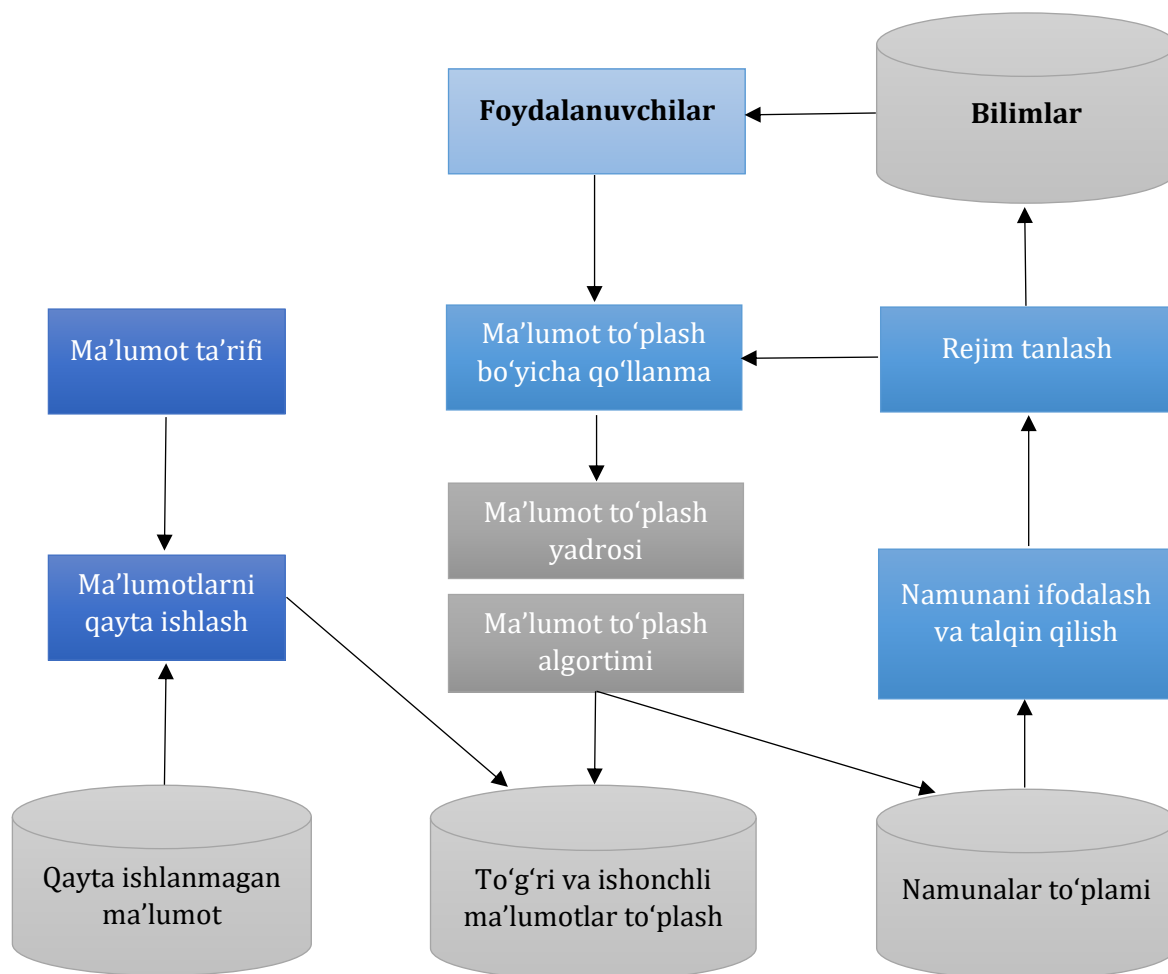 Foydalanuvchilar
Bilimlar
Ma’lumot ta’rifi
Ma’lumot to‘plash
bo‘yicha qo‘llanma
Rejim tanlash
Ma’lumot to‘plash
yadrosi
Ma’lumotlarni
qayta ishlash
Ma’lumot to‘plash
algortimi
Namunani ifodalash
va talqin qilish
Qayta ishlanmagan
ma’lumot
To‘g‘ri va ishonchli
ma’lumotlar to‘plash
Namunalar to‘plami